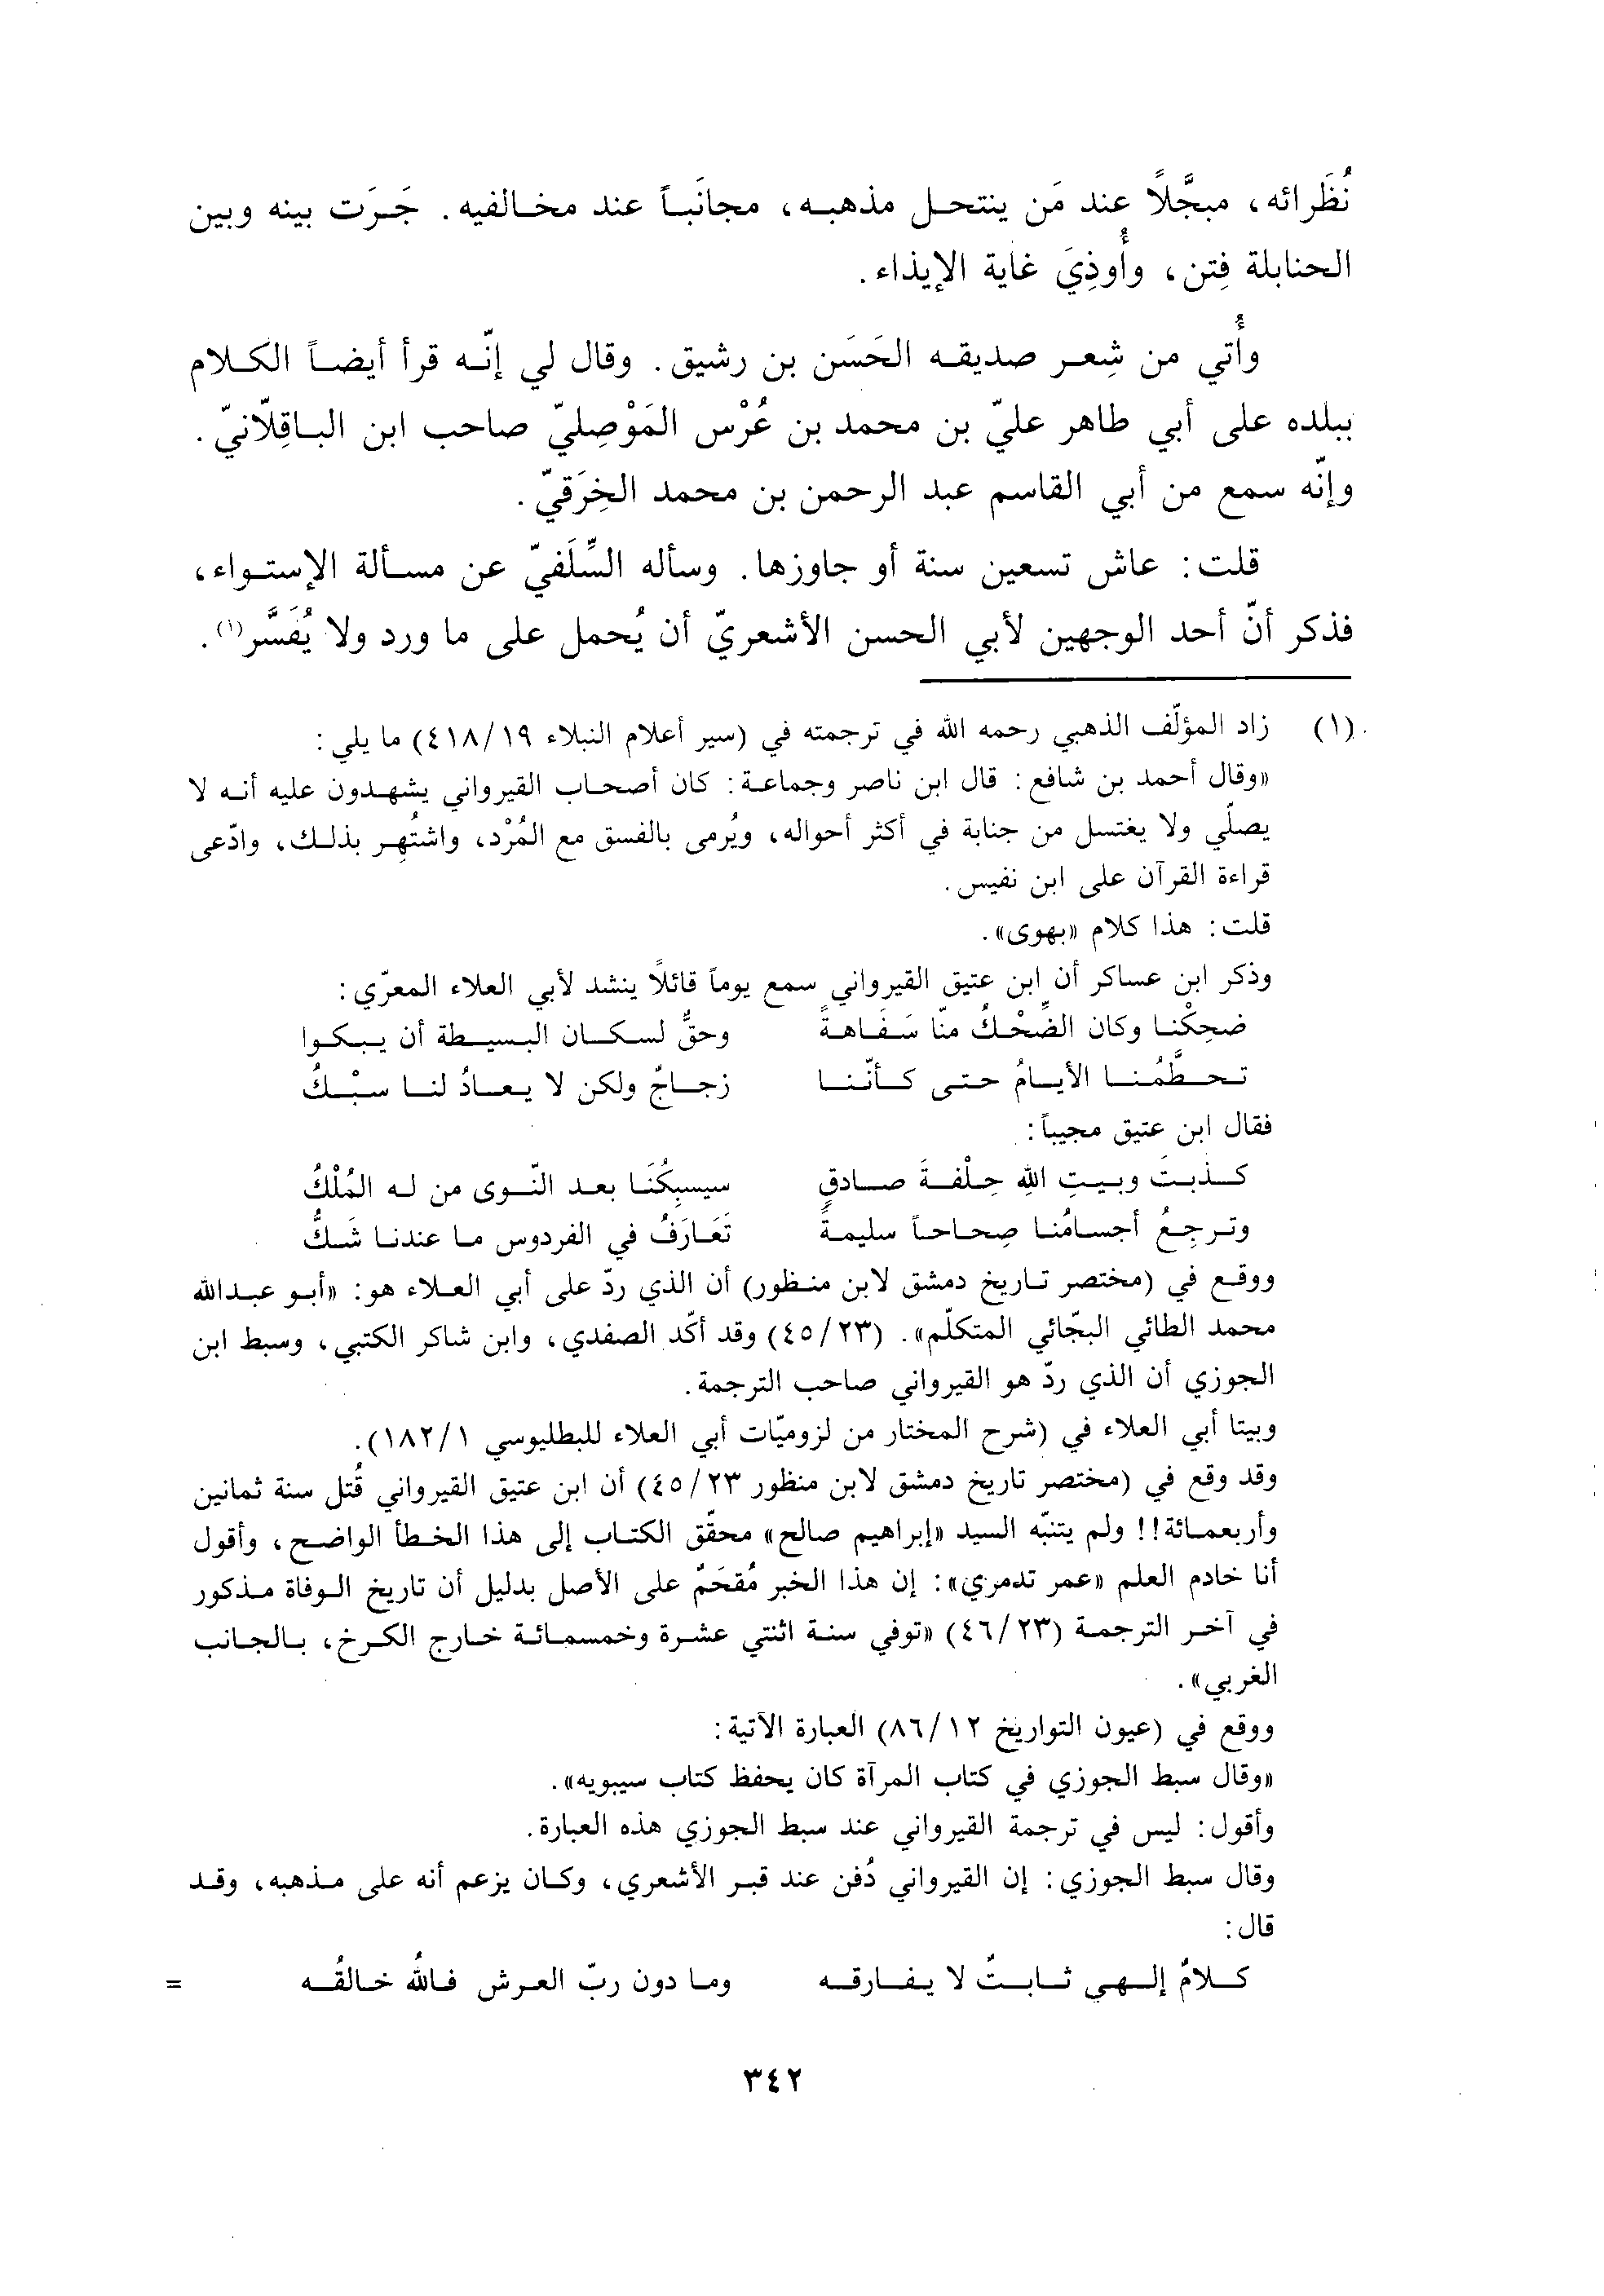 نُظَرائه، مبجَّلاً عند مَن ينتحل مذهبه، مجانَباً عند مخالفيه. جَرَت بينه وبين
الحنابلة فِتن، وأُوذِيَ غاية الإيذاء.
وأُتي من شِعر صديقه الحَسَن بن رشيق. وقال لي إنّه قرأ أيضاً الكلام
ببلده على أبي طاهر عليّ بن محمد بن عُرْس المَوْصِليّ صاحب ابن الباقِلّانيّ.
وإنّه سمع من أبي القاسم عبد الرحمن بن محمد الخِرَقيّ.
قلت: عاش تسعين سنة أو جاوزها. وسأله السِّلَفيّ عن مسألة الإستواء،
فذكر أنّ أحد الوجهين لأبي الحسن الأشعريّ أن يُحمل على ما ورد ولا يُفَسَّر(١).
(١) زاد المؤلّف الذهبي رحمه الله في ترجمته في (سير أعلام النبلاء ٤١٨/١٩) ما يلي:
«وقال أحمد بن شافع: قال ابن ناصر وجماعة: كان أصحاب القيرواني يشهدون عليه أنه لا
يصلّي ولا يغتسل من جنابة في أكثر أحواله، ويُرمى بالفسق مع المُرْد، واشتُهِر بذلك، وادّعى
قراءة القرآن على ابن نفيس.
قلت: هذا كلام «بهوى».
وذكر ابن عساكر أن ابن عتيق القيرواني سمع يوماً قائلاً ينشد لأبي العلاء المعرّي:
ضحِكْنا وكان الضِّحْكُ منّا سَفَاهةً وحقٌّ لسكان البسيطة أن يبكوا
تحطَّمُنا الأيامُ حتى كأنّنا زجاجٌ ولكن لا يعادُ لنا سبْكُ
فقال ابن عتيق مجيباً:
كذبتَ وبيتِ اللهِ حِلْفةَ صادقٍ سيسبِكُنَا بعد النّوى من له المُلْكُ
وترجِعُ أجسامُنا صِحاحاً سليمةً تَعَارَفُ في الفردوس ما عندنا شَكُّ
ووقع في (مختصر تاريخ دمشق لابن منظور) أن الذي ردّ على أبي العلاء هو: «أبو عبدالله
محمد الطائي البجّائي المتكلّم». (٤٥/٢٣) وقد أكّد الصفدي، وابن شاكر الكتبي، وسبط ابن
الجوزي أن الذي ردّ هو القيرواني صاحب الترجمة.
وبيتا أبي العلاء في (شرح المختار من لزوميّات أبي العلاء للبطليوسي ١٨٢/١).
وقد وقع في (مختصر تاريخ دمشق لابن منظور ٤٥/٢٣) أن ابن عتيق القيرواني قُتل سنة ثمانين
وأربعمائة!! ولم يتنبّه السيد «إبراهيم صالح» محقّق الكتاب إلى هذا الخطأ الواضح، وأقول
أنا خادم العلم «عمر تدمري»: إن هذا الخبر مُقحَمٌ على الأصل بدليل أن تاريخ الوفاة مذكور
في آخر الترجمة (٤٦/٢٣) «توفي سنة اثنتي عشرة وخمسمائة خارج الكرخ، بالجانب
الغربي».
ووقع في (عيون التواريخ ٨٦/١٢) العبارة الآتية:
«وقال سبط الجوزي في كتاب المرآة كان يحفظ كتاب سيبويه».
وأقول: ليس في ترجمة القيرواني عند سبط الجوزي هذه العبارة.
وقال سبط الجوزي: إن القيرواني دُفن عند قبر الأشعري، وكان يزعم أنه على مذهبه، وقد
قال:
كلامُ إلهي ثابتٌ لا يفارقه وما دون ربّ العرش فاللهُ خالقُه =
٣٤٢